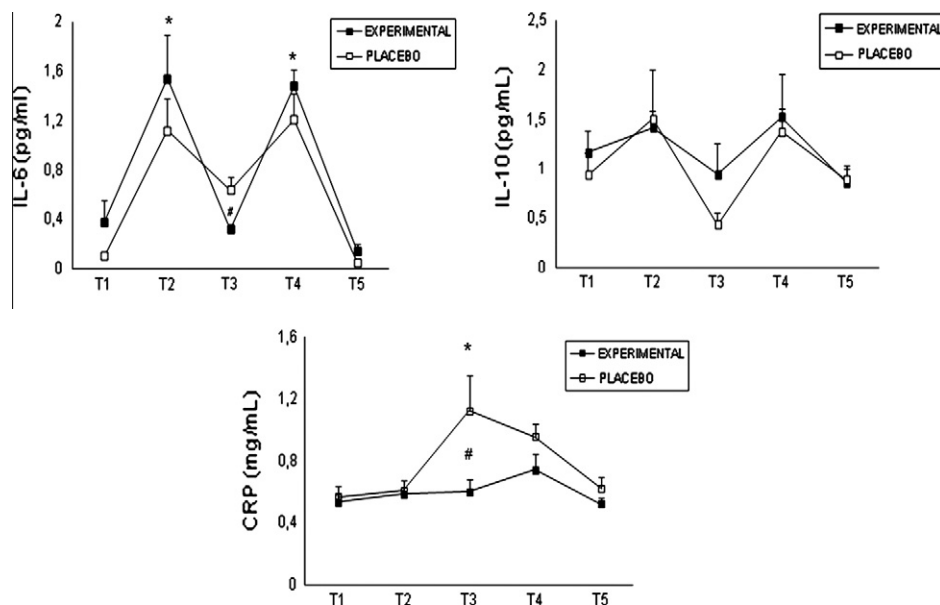 IL-6 (pg/ml)
2
1,6
1,2
0,8
0,4
0
*
*
#
EXPERIMENTAL
PLACEBO
T1 T2 T3 T4 T5
IL-10 (pg/mL)
2,5
2
1,5
1
0,5
0
EXPERIMENTAL
PLACEBO
T1 T2 T3 T4 T5
CRP (mg/mL)
1,6
1,2
0,8
0,4
0
*
#
EXPERIMENTAL
PLACEBO
T1 T2 T3 T4 T5